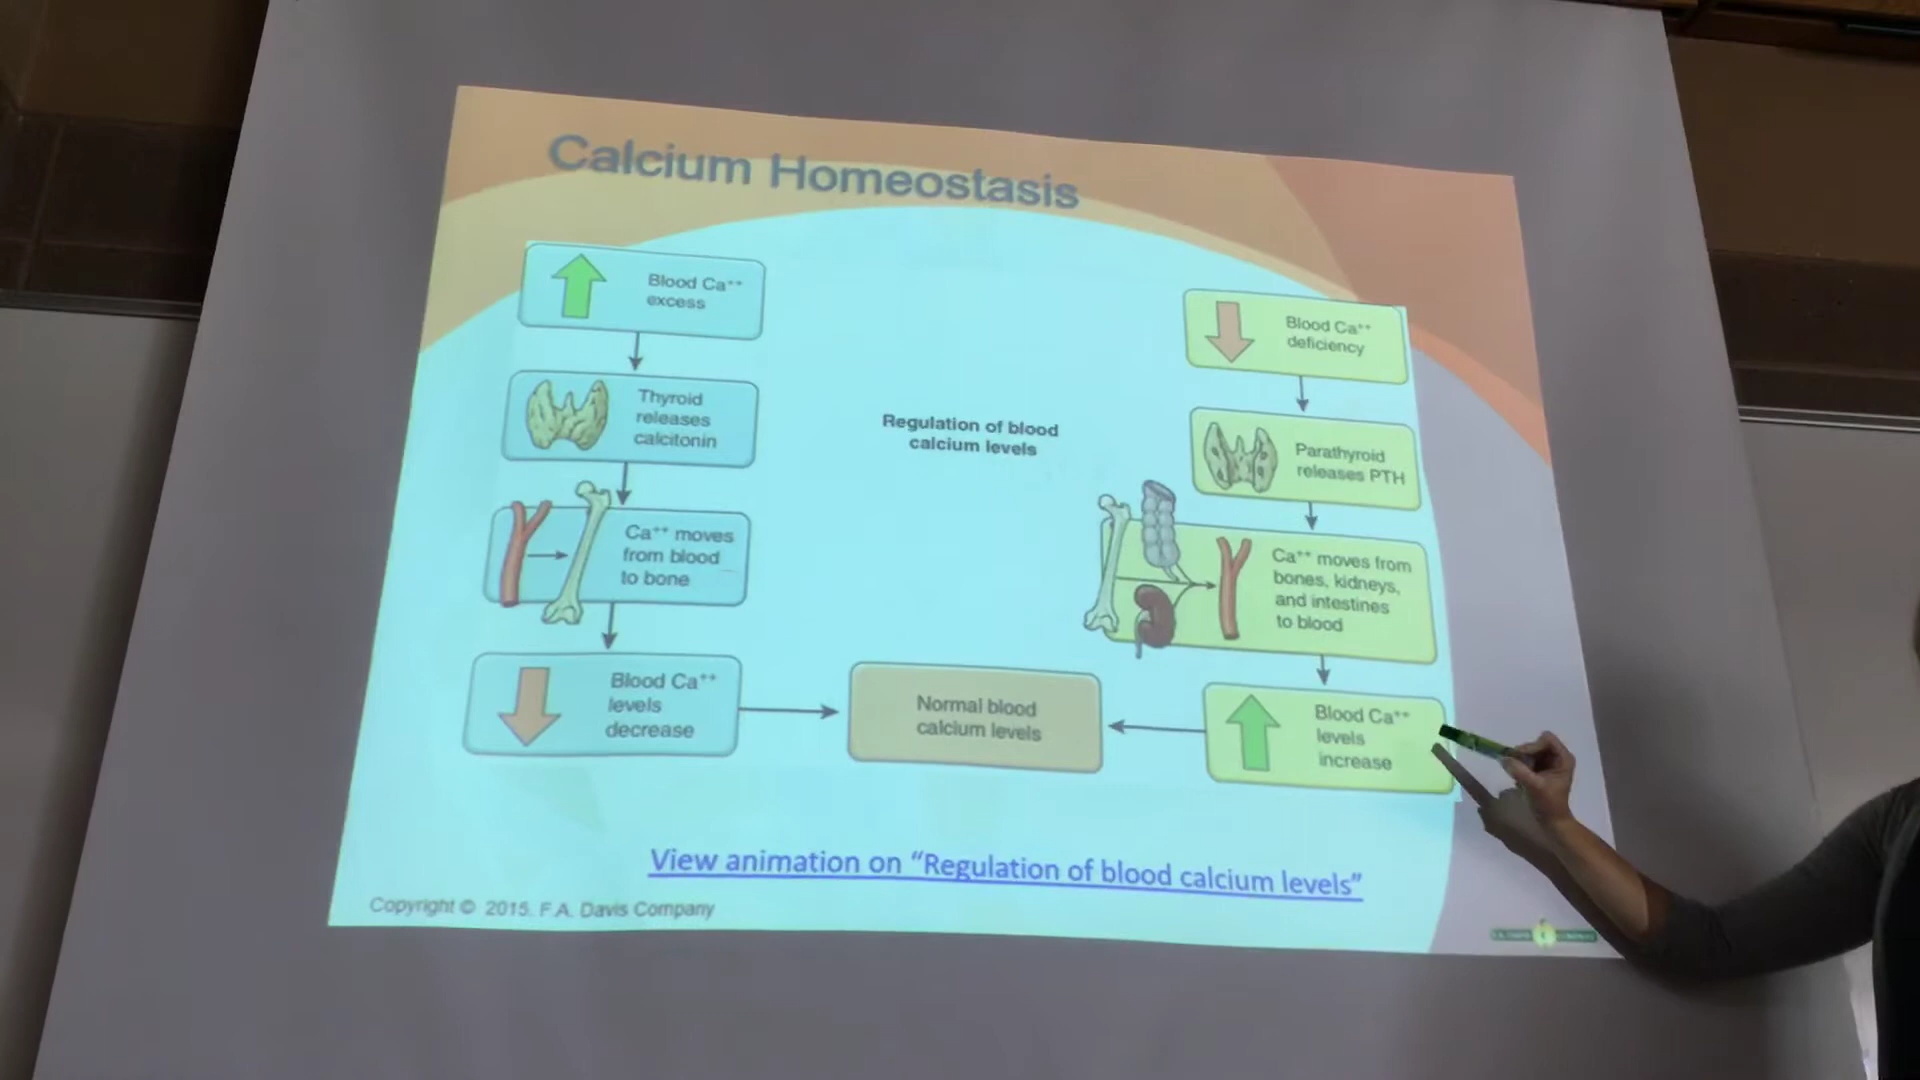 Calcium Homeostasis
Blood Ca⁺⁺
excess
Thyroid
releases
calcitonin
Ca⁺⁺ moves
from blood
to bone
Blood Ca⁺⁺
levels
decrease
Regulation of blood
calcium levels
Normal blood
calcium levels
Blood Ca⁺⁺
deficiency
Parathyroid
releases PTH
Ca⁺⁺ moves from
bones, kidneys,
and intestines
to blood
Blood Ca⁺⁺
levels
increase
View animation on “Regulation of blood calcium levels”
Copyright © 2015. F.A. Davis Company